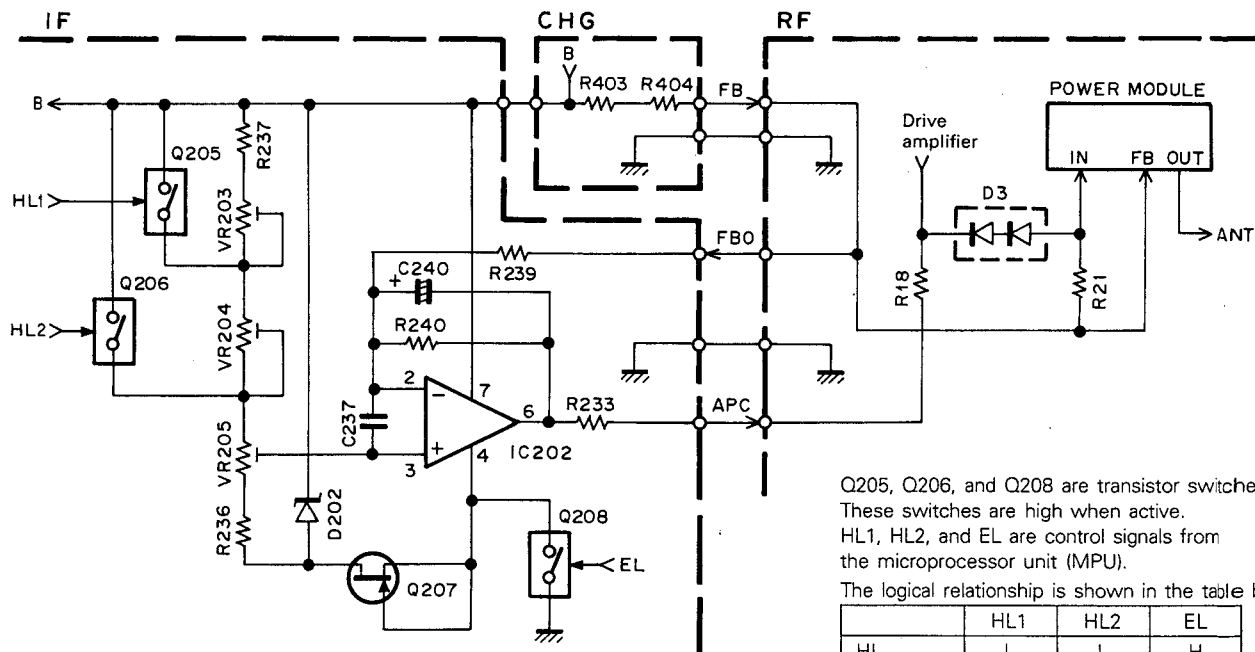 IF
CHG
RF
B
B
R403
R404
FB
POWER MODULE
Drive
amplifier
IN
FB
OUT
R237
Q205
HL1
VR203
D3
FBO
ANT
R239
C240
+
R18
R21
Q206
HL2
VR204
R240
2
7
−
C237
6
R233
APC
+
3
4
IC202
VR205
D202
R236
Q207
Q208
EL
Q205, Q206, and Q208 are transistor switche
These switches are high when active.
HL1, HL2, and EL are control signals from
the microprocessor unit (MPU).
The logical relationship is shown in the table
HL1 HL2 EL